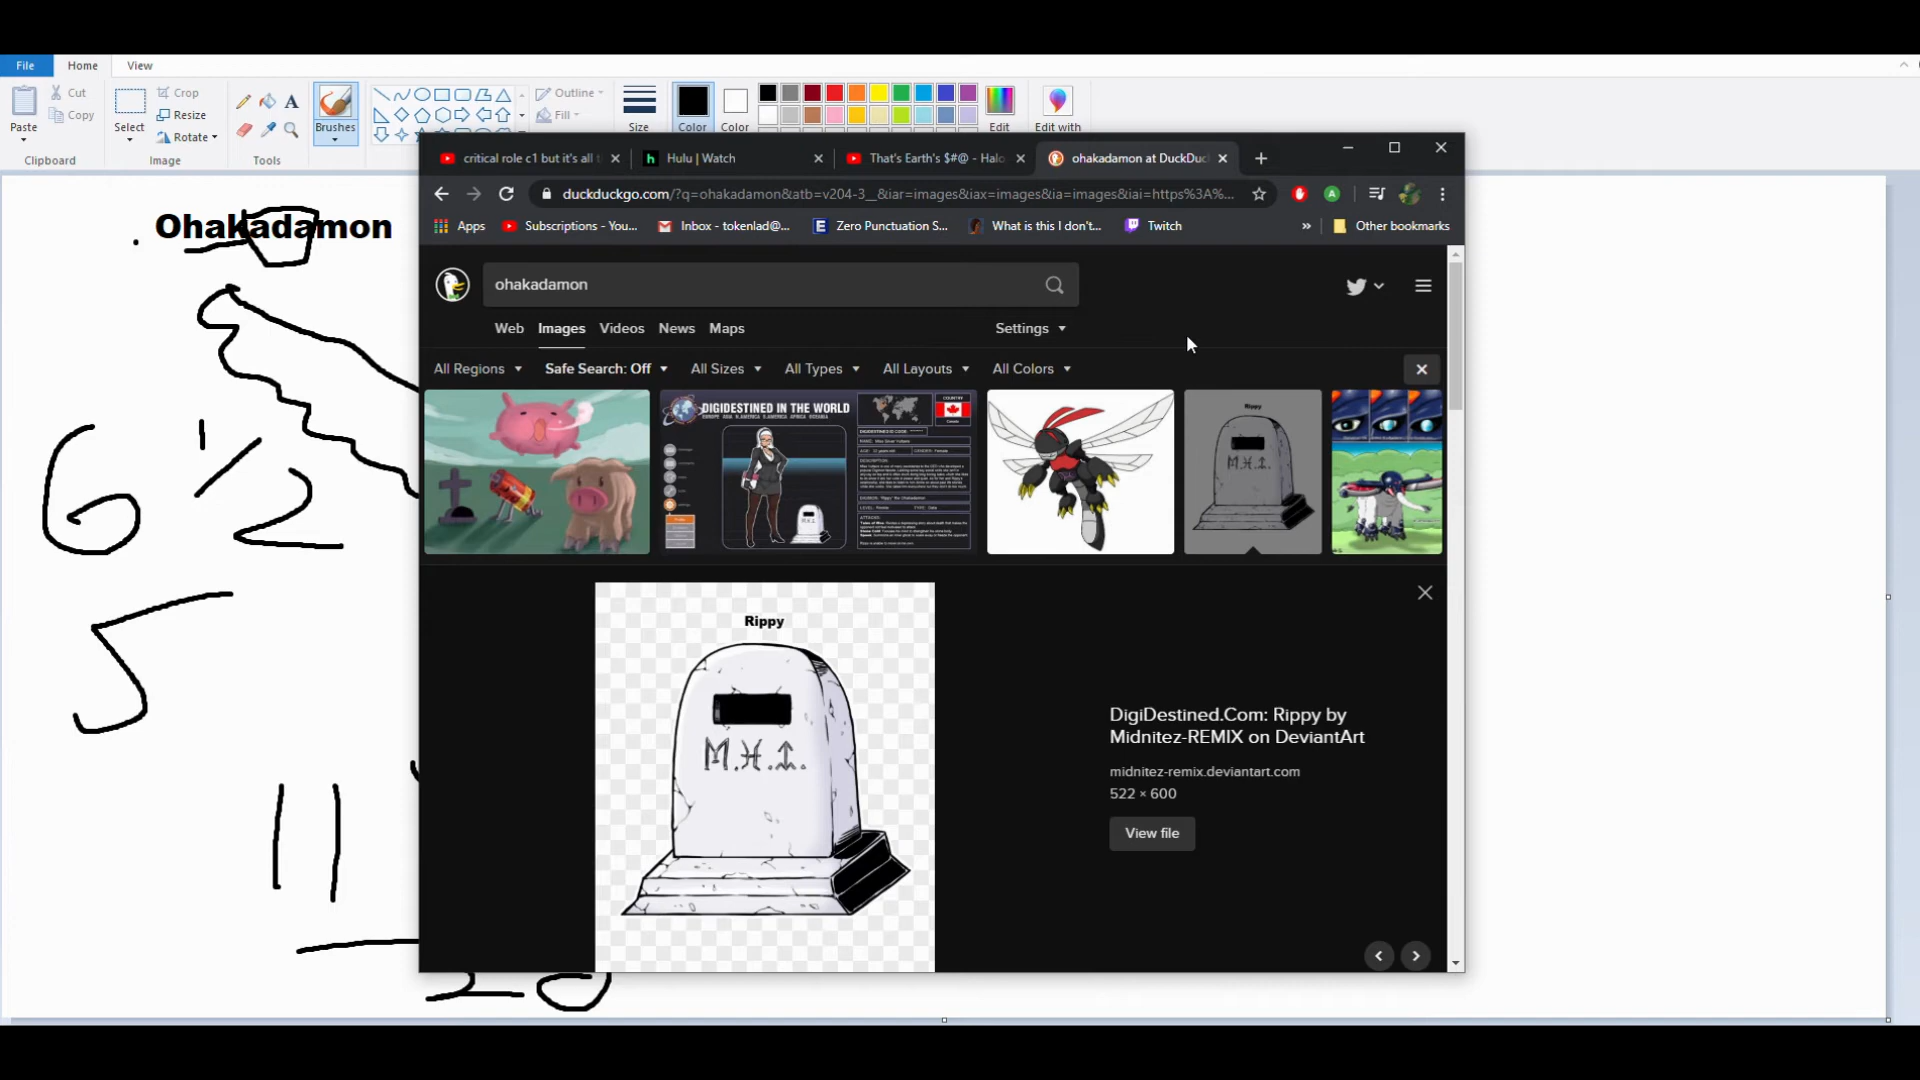 File Home View
Paste
Cut
Copy
Clipboard
Select
Crop
Resize
Rotate
Image
Tools
Brushes
Outline
Fill
Size
Color
Color
Edit
Edit with
Ohakadamon
6 1/2
5
11
20
critical role c1 but it's all
Hulu | Watch
That's Earth's $#@ - Halo
ohakadamon at DuckDuc
duckduckgo.com/?q=ohakadamon&atb=v204-3__&iar=images&iax=images&ia=images&iai=https%3A%...
Apps
Subscriptions - You...
Inbox - tokenlad@...
Zero Punctuation S...
What is this I don't...
Twitch
»
Other bookmarks
ohakadamon
Web Images Videos News Maps
Settings
All Regions
Safe Search: Off
All Sizes
All Types
All Layouts
All Colors
DIGIDESTINED IN THE WORLD
COUNTRY
Rippy
M.H.I.
Rippy
M.H.I.
DigiDestined.Com: Rippy by
Midnitez-REMIX on DeviantArt
midnitez-remix.deviantart.com
522 × 600
View file